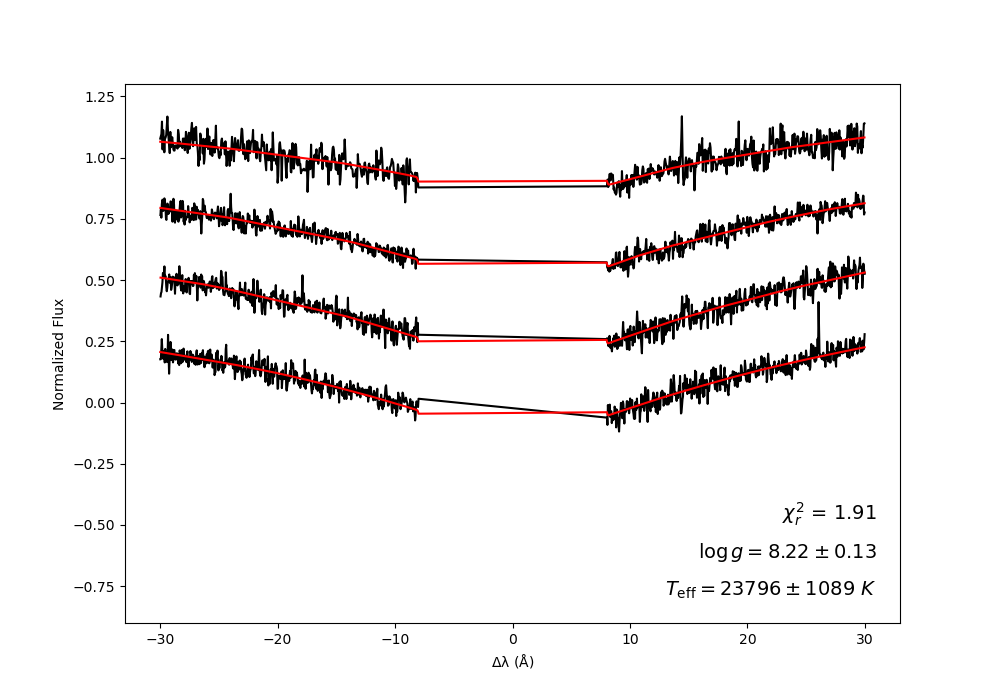 1.25
1.00
0.75
0.50
0.25
0.00
−0.25
−0.50
−0.75
Normalized Flux
χ²ᵣ = 1.91
log g = 8.22 ± 0.13
T_eff = 23796 ± 1089 K
−30 −20 −10 0 10 20 30
Δλ (Å)